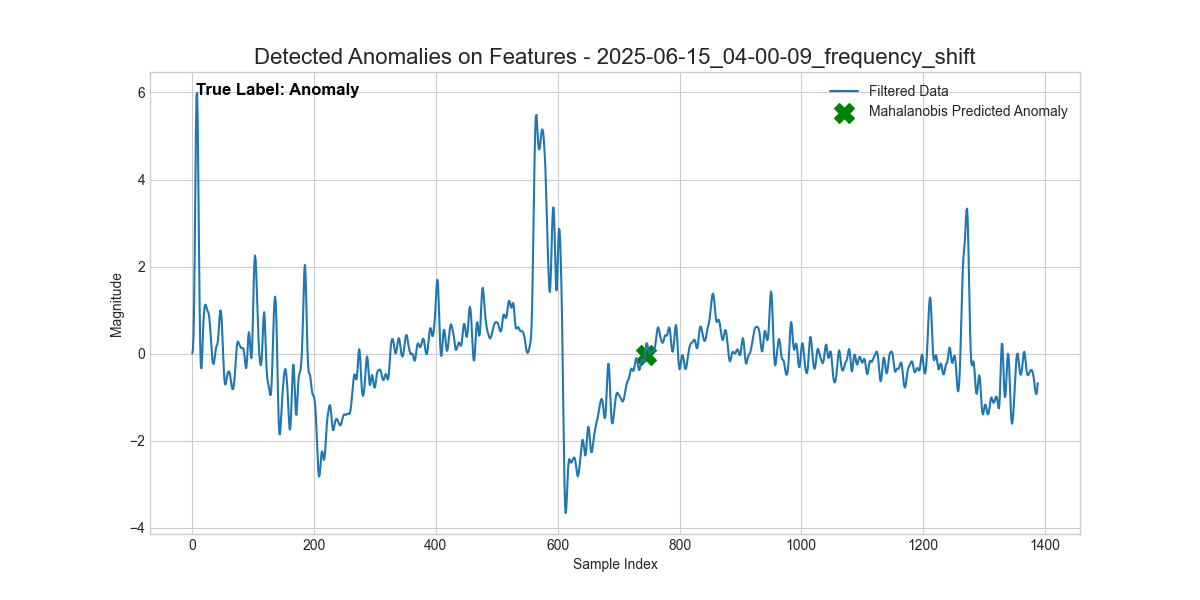 Detected Anomalies on Features - 2025-06-15_04-00-09_frequency_shift
True Label: Anomaly
Filtered Data
Mahalanobis Predicted Anomaly
Magnitude
6
4
2
0
−2
−4
0 200 400 600 800 1000 1200 1400
Sample Index